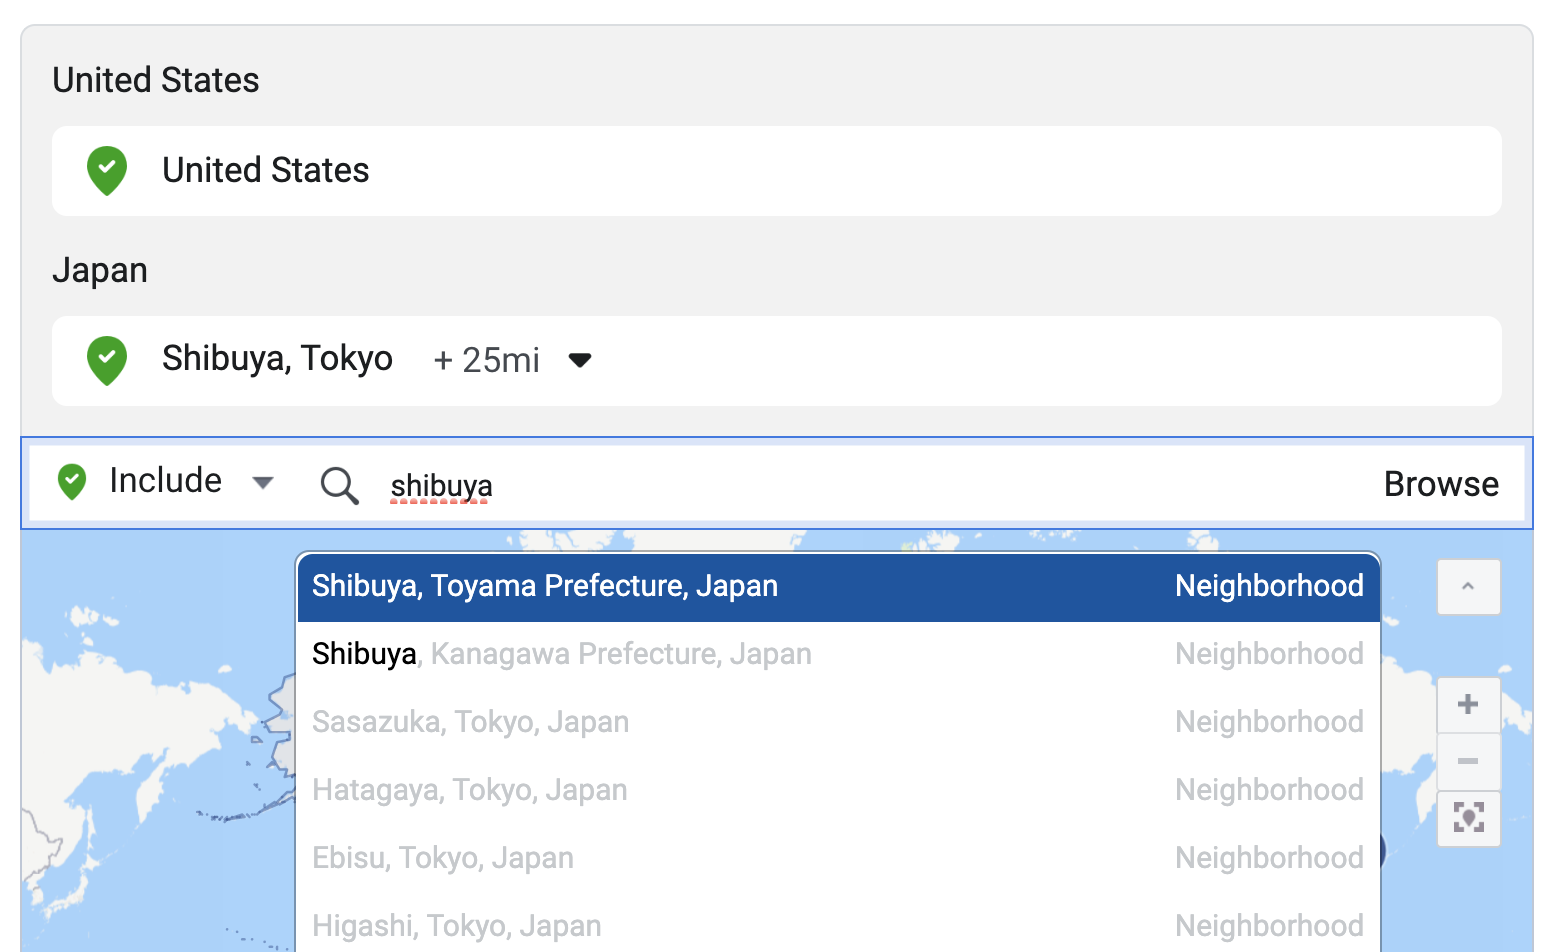 United States
United States
Japan
Shibuya, Tokyo + 25mi
Include shibuya Browse
Shibuya, Toyama Prefecture, Japan Neighborhood
Shibuya, Kanagawa Prefecture, Japan Neighborhood
Sasazuka, Tokyo, Japan Neighborhood
Hatagaya, Tokyo, Japan Neighborhood
Ebisu, Tokyo, Japan Neighborhood
Higashi, Tokyo, Japan Neighborhood